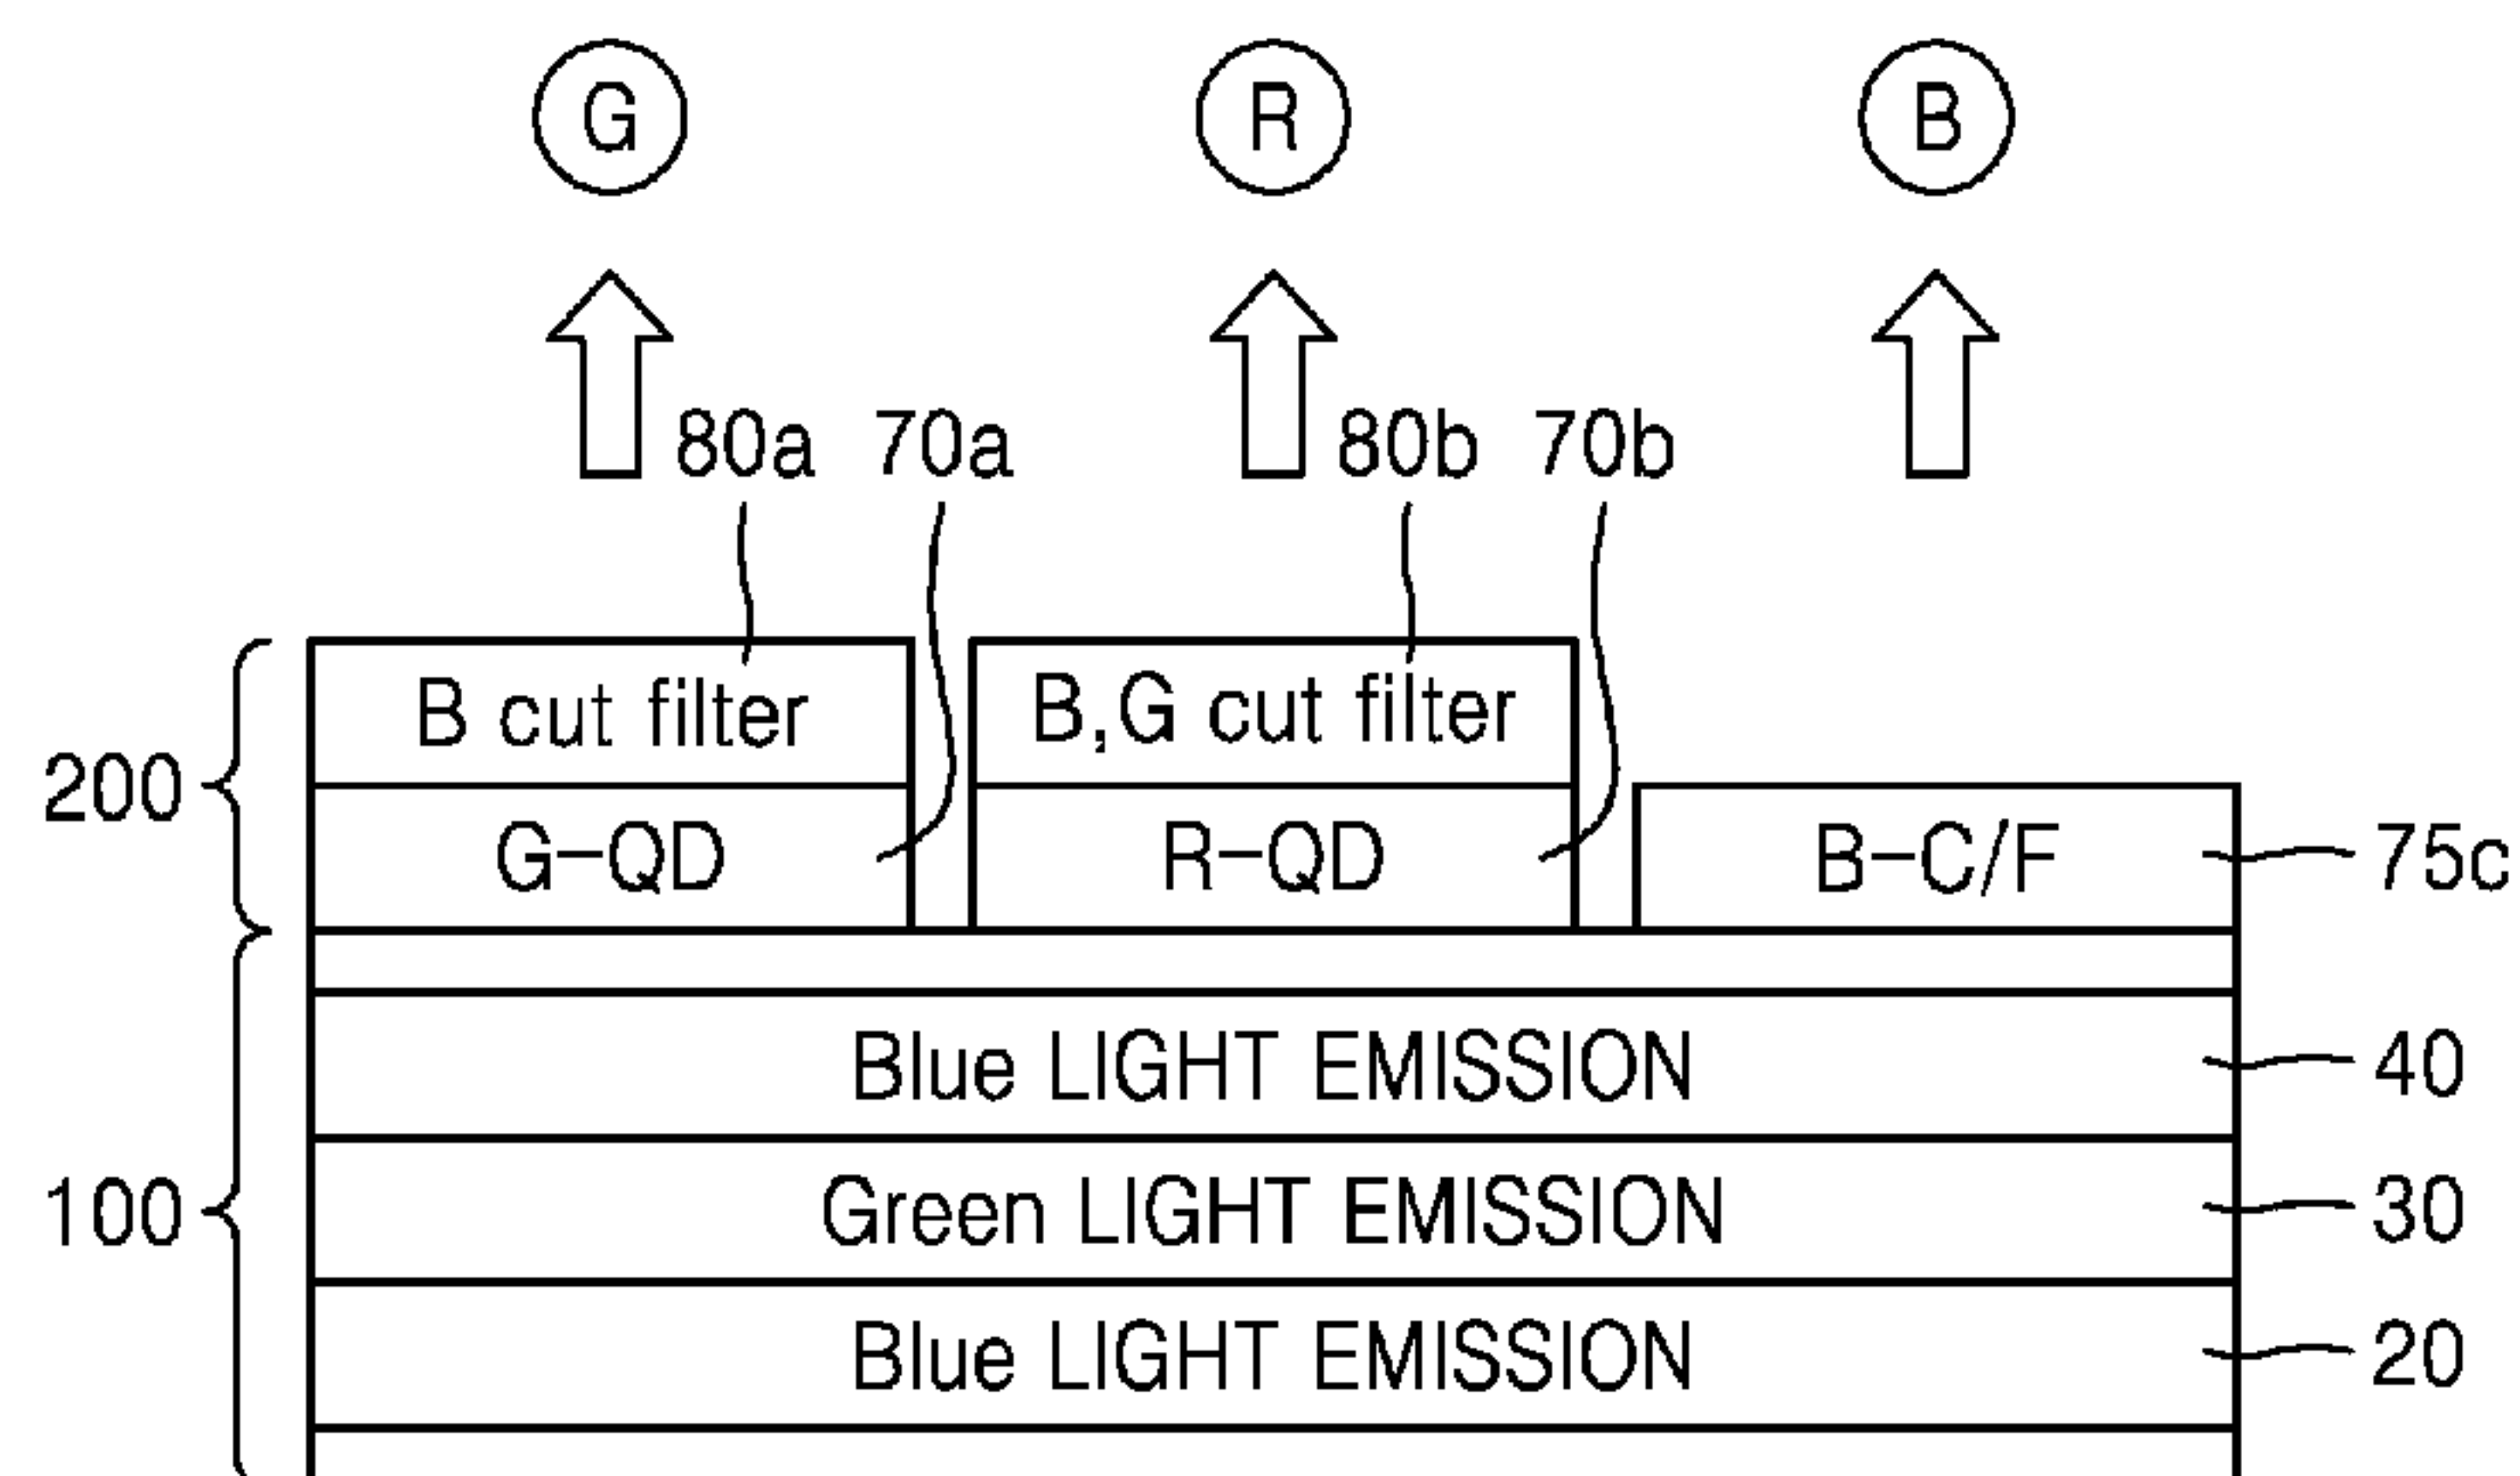 G R B
80a 70a 80b 70b
B cut filter B,G cut filter
200
G-QD R-QD B-C/F 75c
Blue LIGHT EMISSION 40
100 Green LIGHT EMISSION 30
Blue LIGHT EMISSION 20